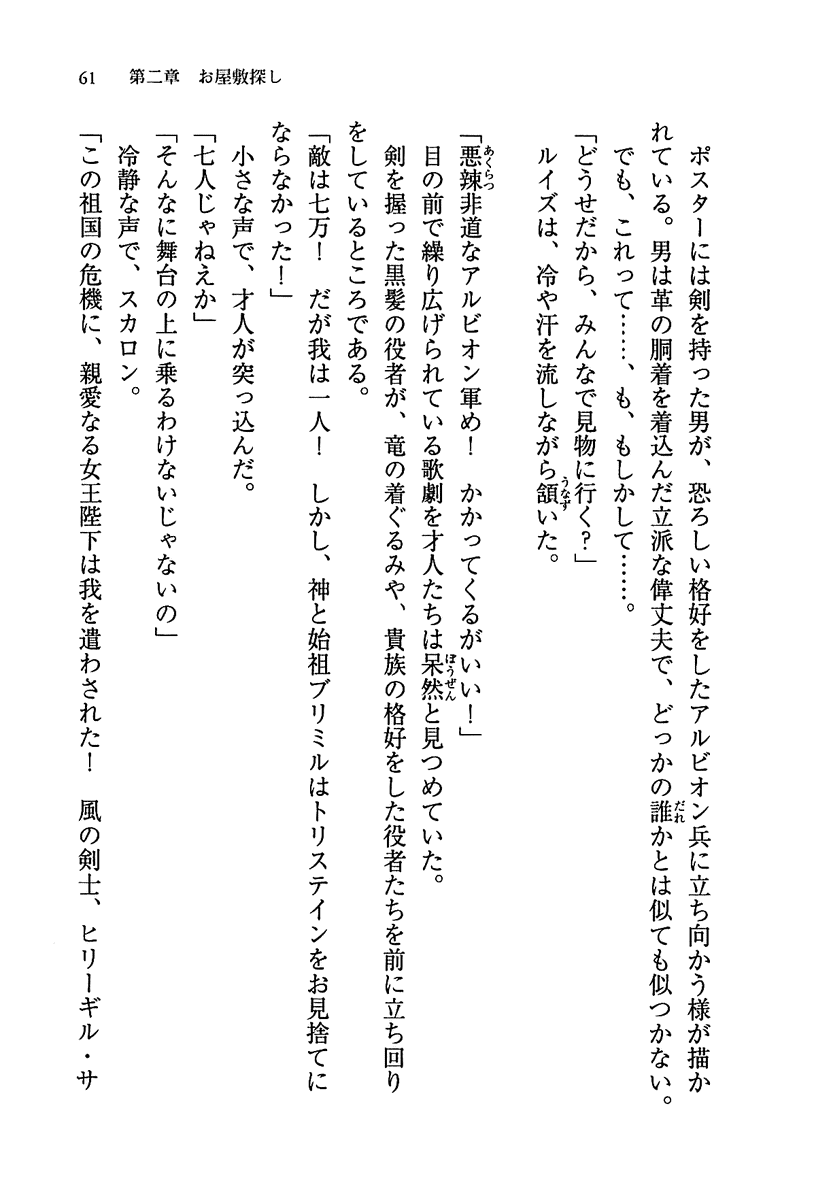 61　第二章　お屋敷探し
　ポスターには剣を持った男が、恐ろしい格好をしたアルビオン兵に立ち向かう様が描か
れている。男は革の胴着を着込んだ立派な偉丈夫で、どっかの誰かとは似ても似つかない。
　でも、これって……、も、もしかして……。
「どうせだから、みんなで見物に行く？」
　ルイズは、冷や汗を流しながら頷いた。
「悪辣非道なアルビオン軍め！　かかってくるがいい！」
　目の前で繰り広げられている歌劇を才人たちは呆然と見つめていた。
　剣を握った黒髪の役者が、竜の着ぐるみや、貴族の格好をした役者たちを前に立ち回り
をしているところである。
「敵は七万！　だが我は一人！　しかし、神と始祖ブリミルはトリステインをお見捨てに
ならなかった！」
　小さな声で、才人が突っ込んだ。
「七人じゃねえか」
「そんなに舞台の上に乗るわけないじゃないの」
　冷静な声で、スカロン。
「この祖国の危機に、親愛なる女王陛下は我を遣わされた！　風の剣士、ヒリーギル・サ